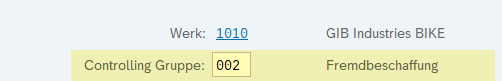 Werk: 1010 GIB Industries BIKE
Controlling Gruppe: 002 Fremdbeschaffung